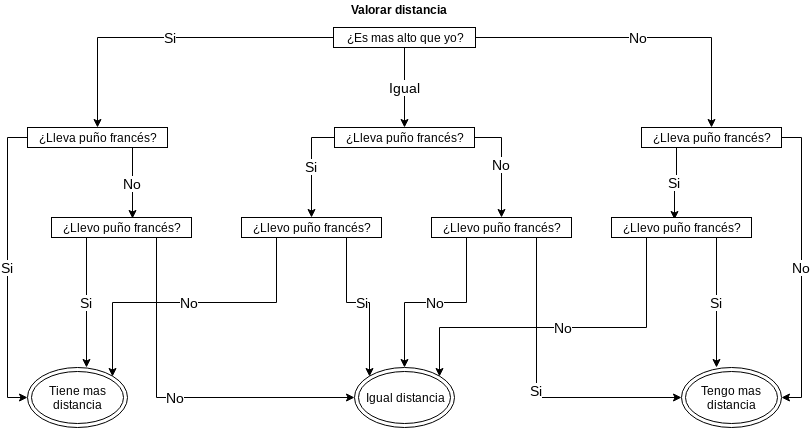 Valorar distancia
¿Es mas alto que yo?
Si
No
Igual
¿Lleva puño francés?
¿Lleva puño francés?
¿Lleva puño francés?
Si
No
No
Si
¿Llevo puño francés?
¿Llevo puño francés?
¿Llevo puño francés?
¿Llevo puño francés?
Si
No
Si
No
Si
No
Si
No
Si
No
Tiene mas
distancia
Igual distancia
Tengo mas
distancia